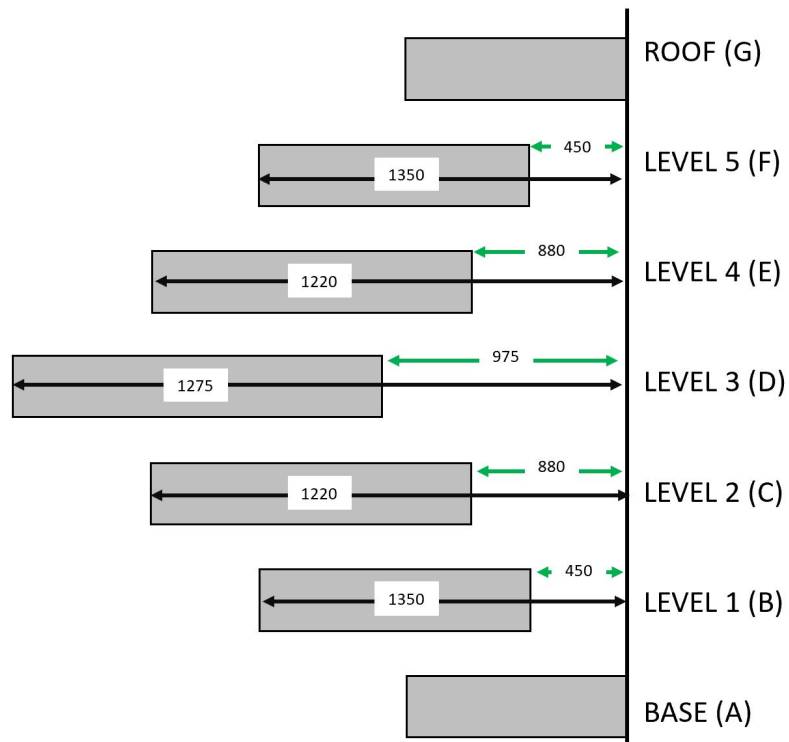 ROOF (G)
450
1350
LEVEL 5 (F)
880
1220
LEVEL 4 (E)
975
1275
LEVEL 3 (D)
880
1220
LEVEL 2 (C)
450
1350
LEVEL 1 (B)
BASE (A)